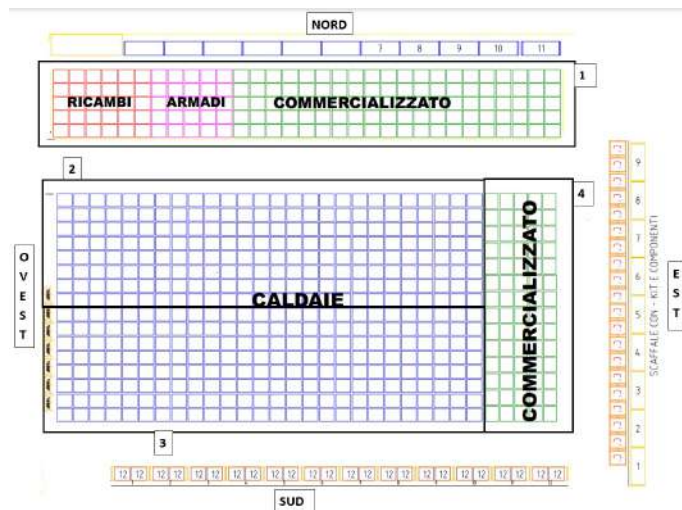 NORD
7 8 9 10 11
1
RICAMBI ARMADI COMMERCIALIZZATO
2
4
OVEST
CALDAIE
COMMERCIALIZZATO
3
12 12 12 12 12 12 12 12 12 12 12 12 12 12 12 12 12 12 12 12 12 12 12 12
SUD
9
8
7
6
5
4
3
2
1
SCAFFALE CON - KIT E COMPONENTI
EST